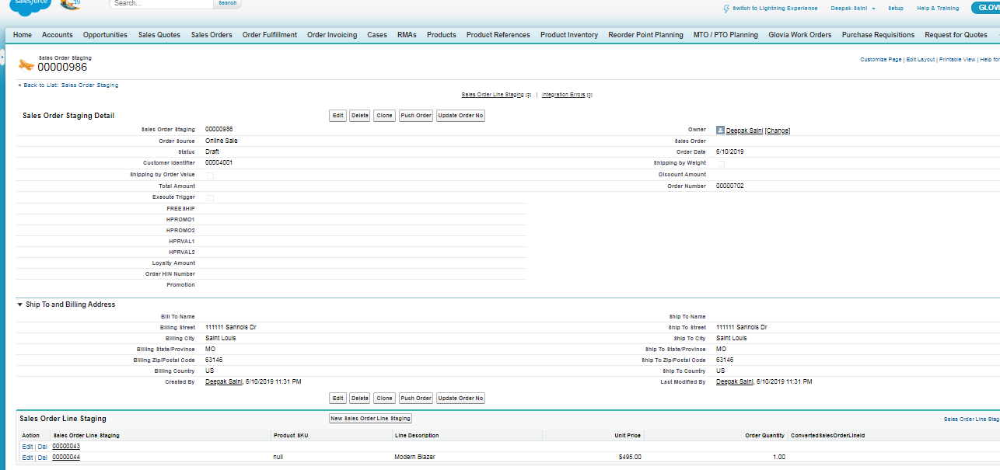 salesforce
19
Search...
Search
Switch to Lightning Experience
Deepak Saini
Setup
Help & Training
GLOVI
Home Accounts Opportunities Sales Quotes Sales Orders Order Fulfillment Order Invoicing Cases RMAs Products Product References Product Inventory Reorder Point Planning MTO / PTO Planning Glovia Work Orders Purchase Requisitions Request for Quotes
Sales Order Staging
00000986
Customize Page | Edit Layout | Printable View | Help for
« Back to List: Sales Order Staging
Sales Order Line Staging [2] | Integration Errors [0]
Sales Order Staging Detail
Edit Delete Clone Push Order Update Order No
Sales Order Staging 00000986 Owner Deepak Saini [Change]
Order Source Online Sale Sales Order
Status Draft Order Date 6/10/2019
Customer Identifier 00004001 Shipping by Weight
Shipping by Order Value Discount Amount
Total Amount Order Number 00000702
Execute Trigger
FREESHIP
HPROMO1
HPROMO2
HPRVAL1
HPRVAL2
Loyalty Amount
Order HIN Number
Promotion
Ship To and Billing Address
Bill To Name Ship To Name
Billing Street 111111 Sannois Dr Ship To Street 111111 Sannois Dr
Billing City Saint Louis Ship To City Saint Louis
Billing State/Province MO Ship To State/Province MO
Billing Zip/Postal Code 63146 Ship To Zip/Postal Code 63146
Billing Country US Ship To Country US
Created By Deepak Saini, 6/10/2019 11:31 PM Last Modified By Deepak Saini, 6/10/2019 11:31 PM
Edit Delete Clone Push Order Update Order No
Sales Order Line Staging
New Sales Order Line Staging
Sales Order Line Stag
Action Sales Order Line Staging Product SKU Line Description Unit Price Order Quantity ConvertedSalesOrderLineId
Edit | Del 00000043
Edit | Del 00000044 null Modern Blazer $495.00 1.00